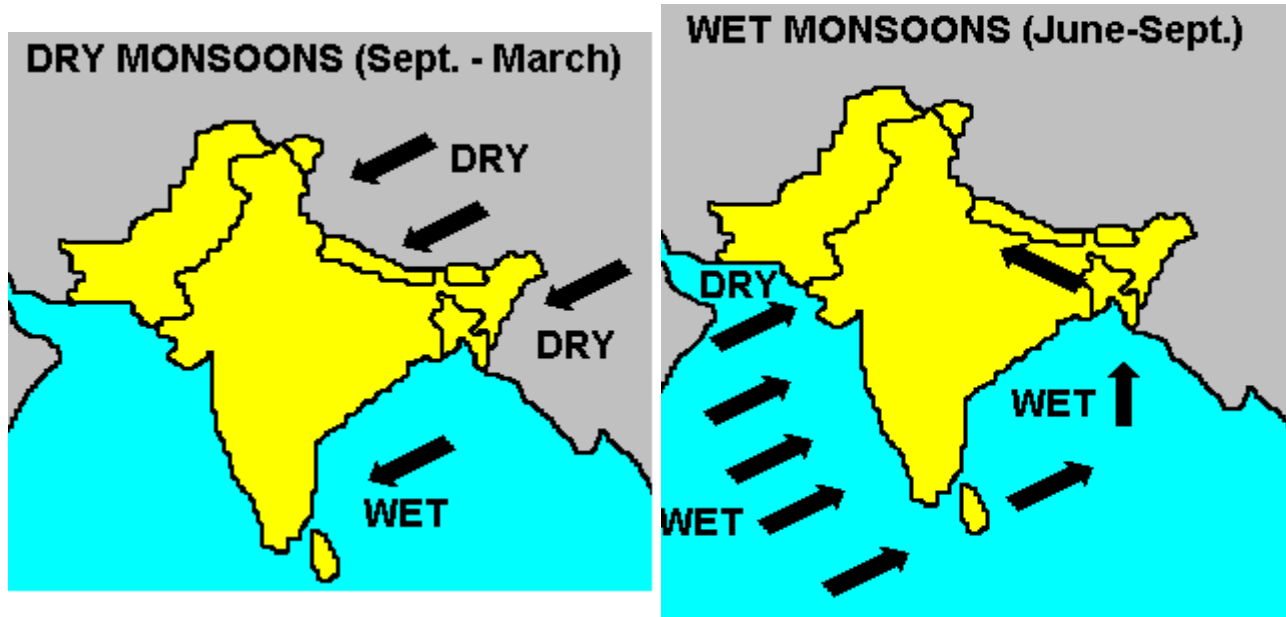 DRY MONSOONS (Sept. - March)
DRY
DRY
WET
WET MONSOONS (June-Sept.)
DRY
WET
WET